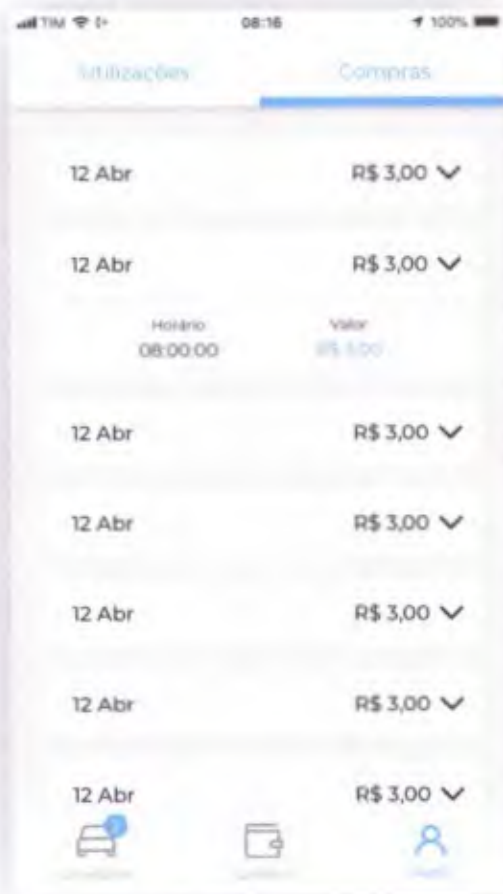 TIM 08:16 100%
Utilizações Compras
12 Abr R$ 3,00
12 Abr R$ 3,00
Horário Valor
08:00:00 R$ 3,00
12 Abr R$ 3,00
12 Abr R$ 3,00
12 Abr R$ 3,00
12 Abr R$ 3,00
12 Abr R$ 3,00